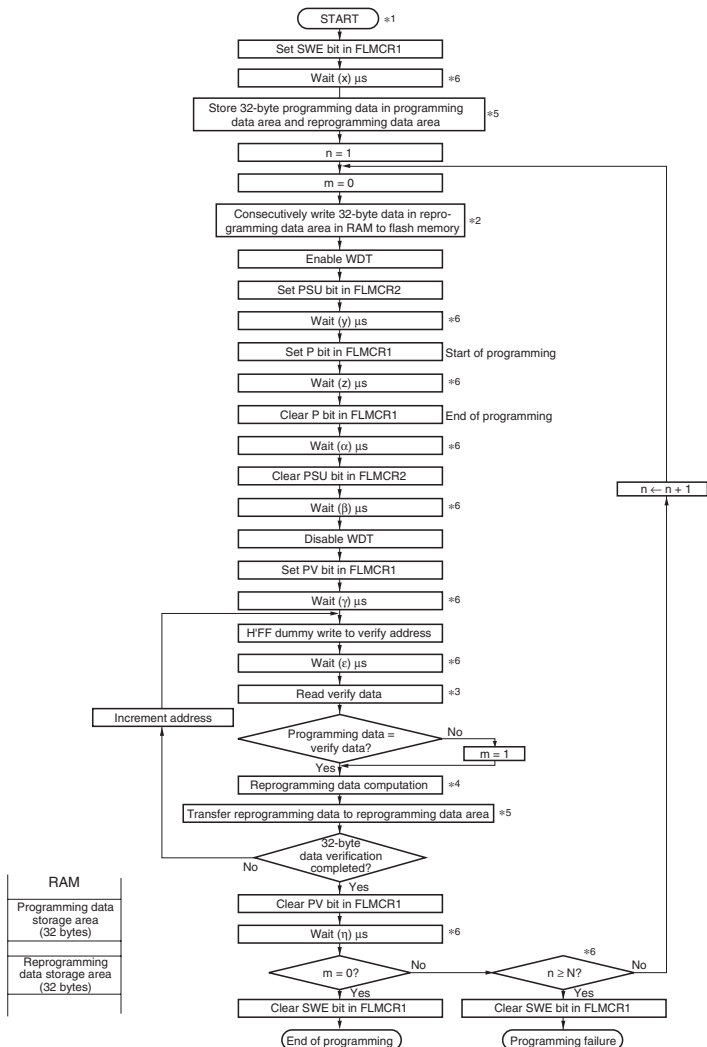 START *1
Set SWE bit in FLMCR1
Wait (x) μs *6
Store 32-byte programming data in programming
data area and reprogramming data area *5
n = 1
m = 0
Consecutively write 32-byte data in repro-
gramming data area in RAM to flash memory *2
Enable WDT
Set PSU bit in FLMCR2
Wait (y) μs *6
Set P bit in FLMCR1 Start of programming
Wait (z) μs *6
Clear P bit in FLMCR1 End of programming
Wait (α) μs *6
Clear PSU bit in FLMCR2
n ← n + 1
Wait (β) μs *6
Disable WDT
Set PV bit in FLMCR1
Wait (γ) μs *6
H'FF dummy write to verify address
Wait (ε) μs *6
Read verify data *3
Increment address
Programming data =
verify data?
No
m = 1
Yes
Reprogramming data computation *4
Transfer reprogramming data to reprogramming data area *5
32-byte
data verification
completed?
No
Yes
Clear PV bit in FLMCR1
Wait (η) μs *6
m = 0?
No
*6
n ≥ N?
No
Yes
Yes
Clear SWE bit in FLMCR1
Clear SWE bit in FLMCR1
End of programming
Programming failure
RAM
Programming data
storage area
(32 bytes)
Reprogramming
data storage area
(32 bytes)